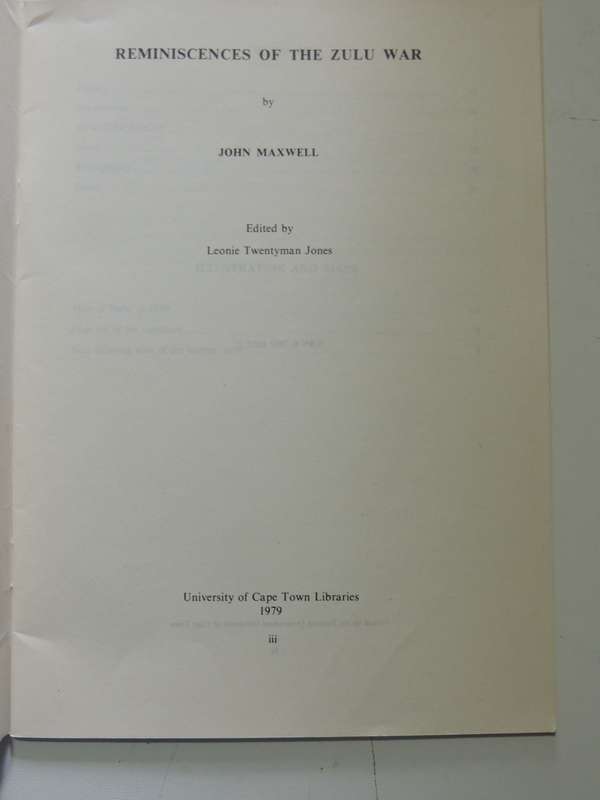 REMINISCENCES OF THE ZULU WAR
by
JOHN MAXWELL
Edited by
Leonie Twentyman Jones
University of Cape Town Libraries
1979
iii